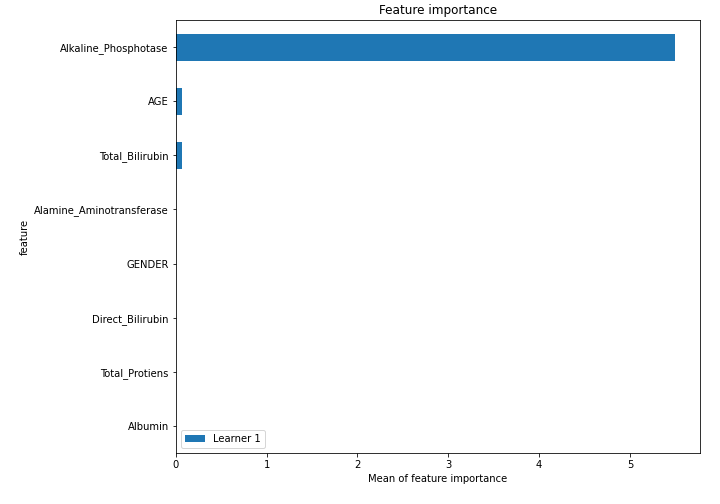 Feature importance
Alkaline_Phosphotase
AGE
Total_Bilirubin
Alamine_Aminotransferase
GENDER
Direct_Bilirubin
Total_Protiens
Albumin
feature
Learner 1
0 1 2 3 4 5
Mean of feature importance